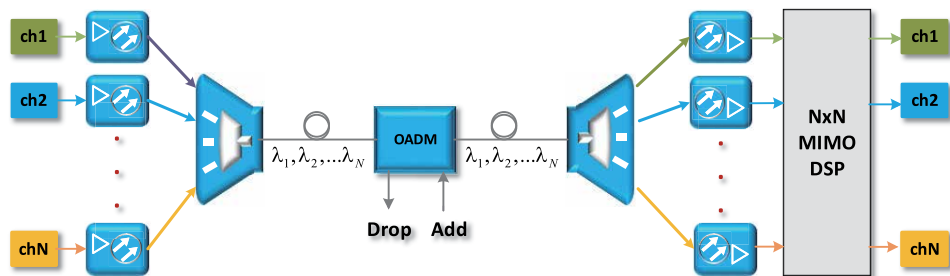 ch1
ch2
chN
λ1, λ2, ...λN
OADM
Drop
Add
λ1, λ2, ...λN
NxN
MIMO
DSP
ch1
ch2
chN